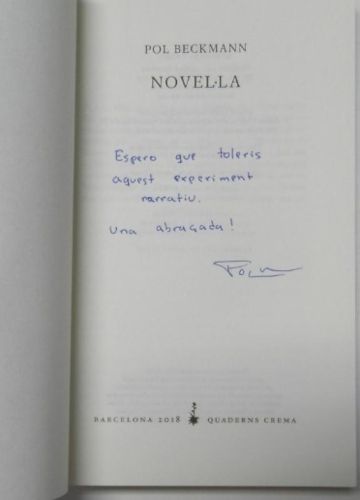 POL BECKMANN
NOVEL·LA
Espero que toleris
aquest experiment
narratiu.
Una abraçada!
Pol
BARCELONA 2018 QUADERNS CREMA